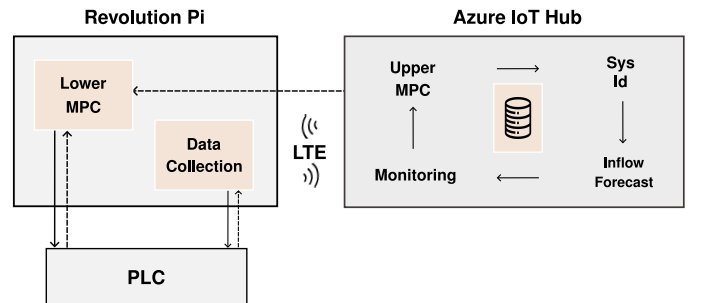 Revolution Pi
Azure IoT Hub
Lower
MPC
Data
Collection
LTE
Upper
MPC
Sys
Id
Monitoring
Inflow
Forecast
PLC